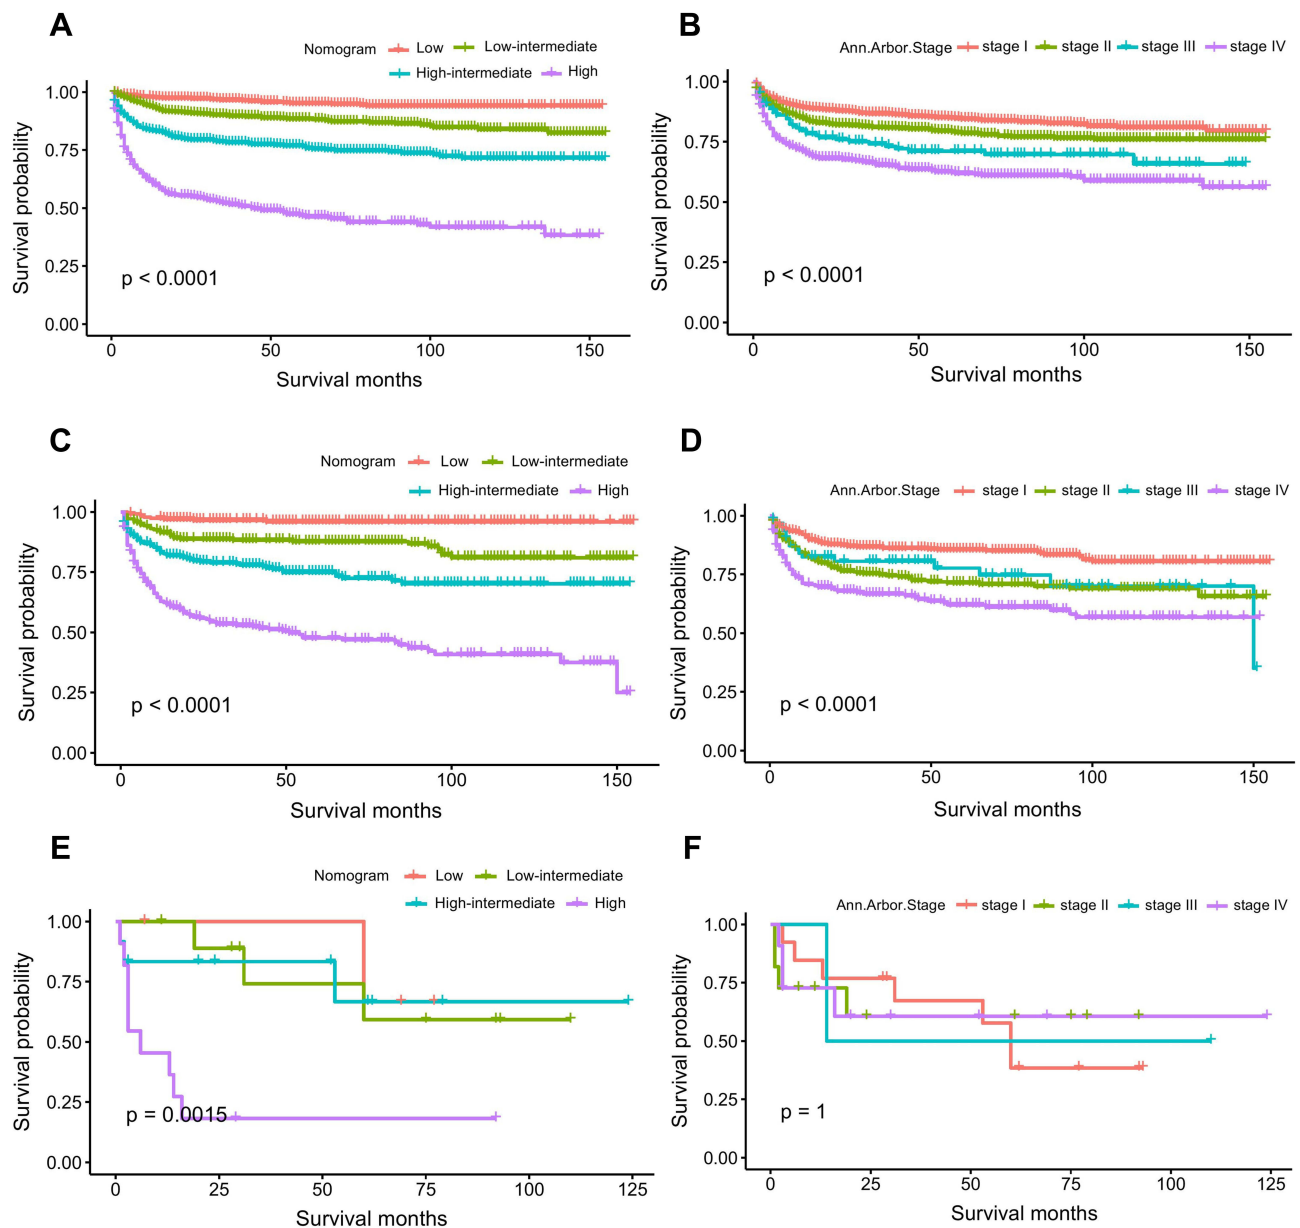 A
Nomogram Low Low-intermediate
High-intermediate High
Survival probability
1.00
0.75
0.50
0.25
0.00
p < 0.0001
0 50 100 150
Survival months
B
Ann.Arbor.Stage stage I stage II stage III stage IV
Survival probability
1.00
0.75
0.50
0.25
0.00
p < 0.0001
0 50 100 150
Survival months
C
Nomogram Low Low-intermediate
High-intermediate High
Survival probability
1.00
0.75
0.50
0.25
0.00
p < 0.0001
0 50 100 150
Survival months
D
Ann.Arbor.Stage stage I stage II stage III stage IV
Survival probability
1.00
0.75
0.50
0.25
0.00
p < 0.0001
0 50 100 150
Survival months
E
Nomogram Low Low-intermediate
High-intermediate High
Survival probability
1.00
0.75
0.50
0.25
0.00
p = 0.0015
0 25 50 75 100 125
Survival months
F
Ann.Arbor.Stage stage I stage II stage III stage IV
Survival probability
1.00
0.75
0.50
0.25
0.00
p = 1
0 25 50 75 100 125
Survival months